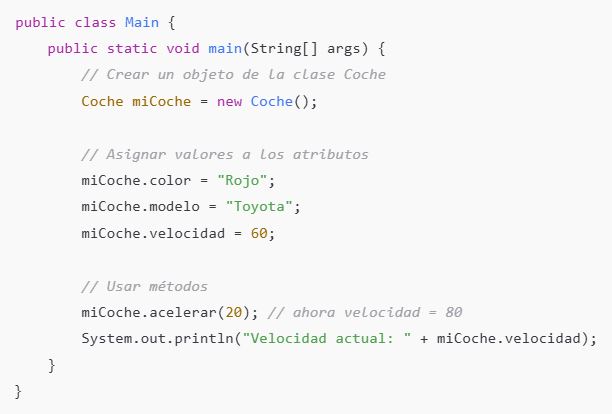 public class Main {
    public static void main(String[] args) {
        // Crear un objeto de la clase Coche
        Coche miCoche = new Coche();

        // Asignar valores a los atributos
        miCoche.color = "Rojo";
        miCoche.modelo = "Toyota";
        miCoche.velocidad = 60;

        // Usar métodos
        miCoche.acelerar(20); // ahora velocidad = 80
        System.out.println("Velocidad actual: " + miCoche.velocidad);
    }
}